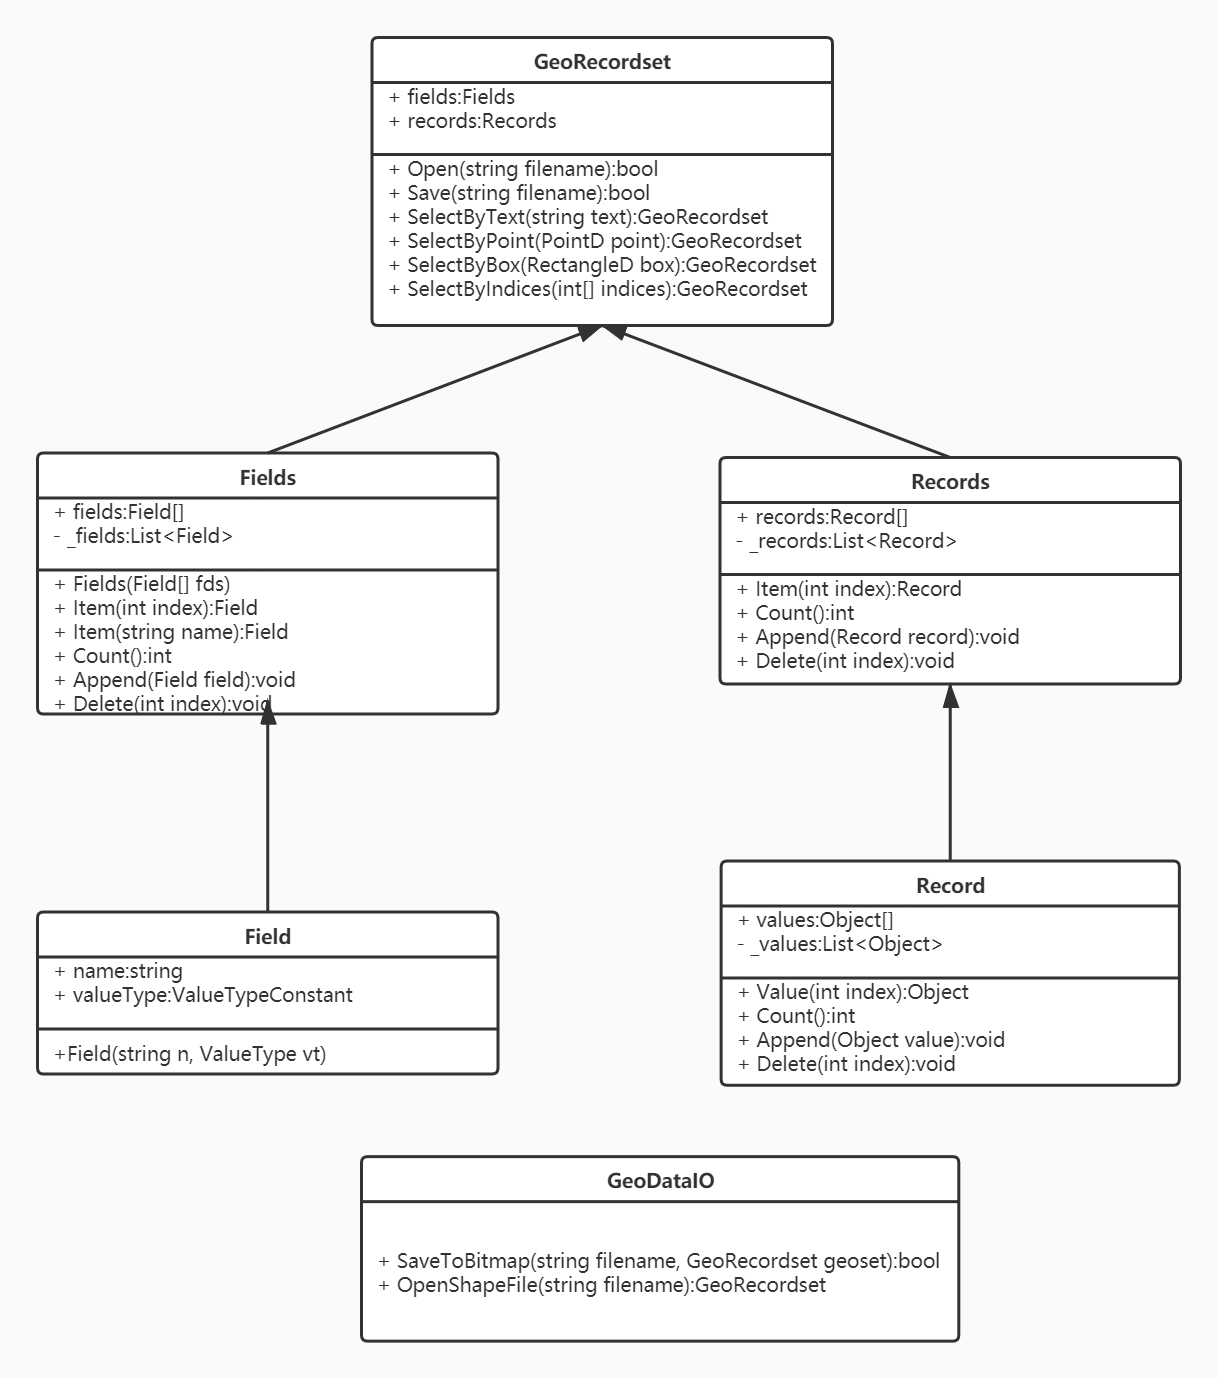 GeoRecordset
+ fields:Fields
+ records:Records
+ Open(string filename):bool
+ Save(string filename):bool
+ SelectByText(string text):GeoRecordset
+ SelectByPoint(PointD point):GeoRecordset
+ SelectByBox(RectangleD box):GeoRecordset
+ SelectByIndices(int[] indices):GeoRecordset
Fields
+ fields:Field[]
- _fields:List<Field>
+ Fields(Field[] fds)
+ Item(int index):Field
+ Item(string name):Field
+ Count():int
+ Append(Field field):void
+ Delete(int index):void
Records
+ records:Record[]
- _records:List<Record>
+ Item(int index):Record
+ Count():int
+ Append(Record record):void
+ Delete(int index):void
Field
+ name:string
+ valueType:ValueTypeConstant
+Field(string n, ValueType vt)
Record
+ values:Object[]
- _values:List<Object>
+ Value(int index):Object
+ Count():int
+ Append(Object value):void
+ Delete(int index):void
GeoDataIO
+ SaveToBitmap(string filename, GeoRecordset geoset):bool
+ OpenShapeFile(string filename):GeoRecordset